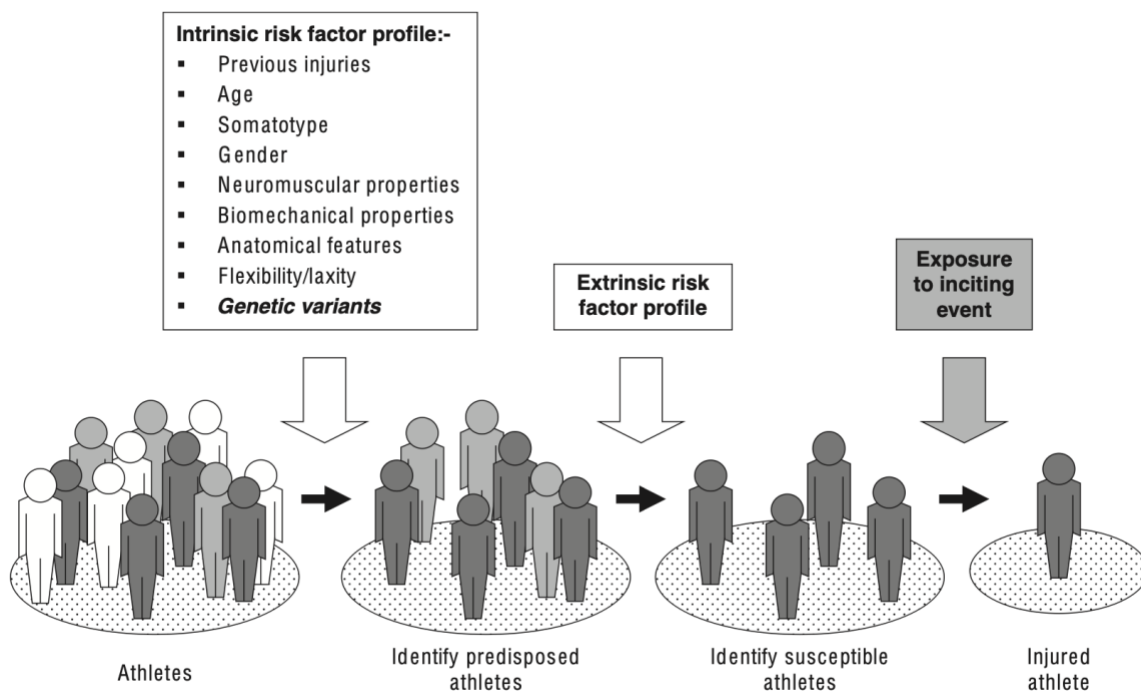 Intrinsic risk factor profile:-
▪ Previous injuries
▪ Age
▪ Somatotype
▪ Gender
▪ Neuromuscular properties
▪ Biomechanical properties
▪ Anatomical features
▪ Flexibility/laxity
▪ Genetic variants
Extrinsic risk
factor profile
Exposure
to inciting
event
Athletes
Identify predisposed
athletes
Identify susceptible
athletes
Injured
athlete